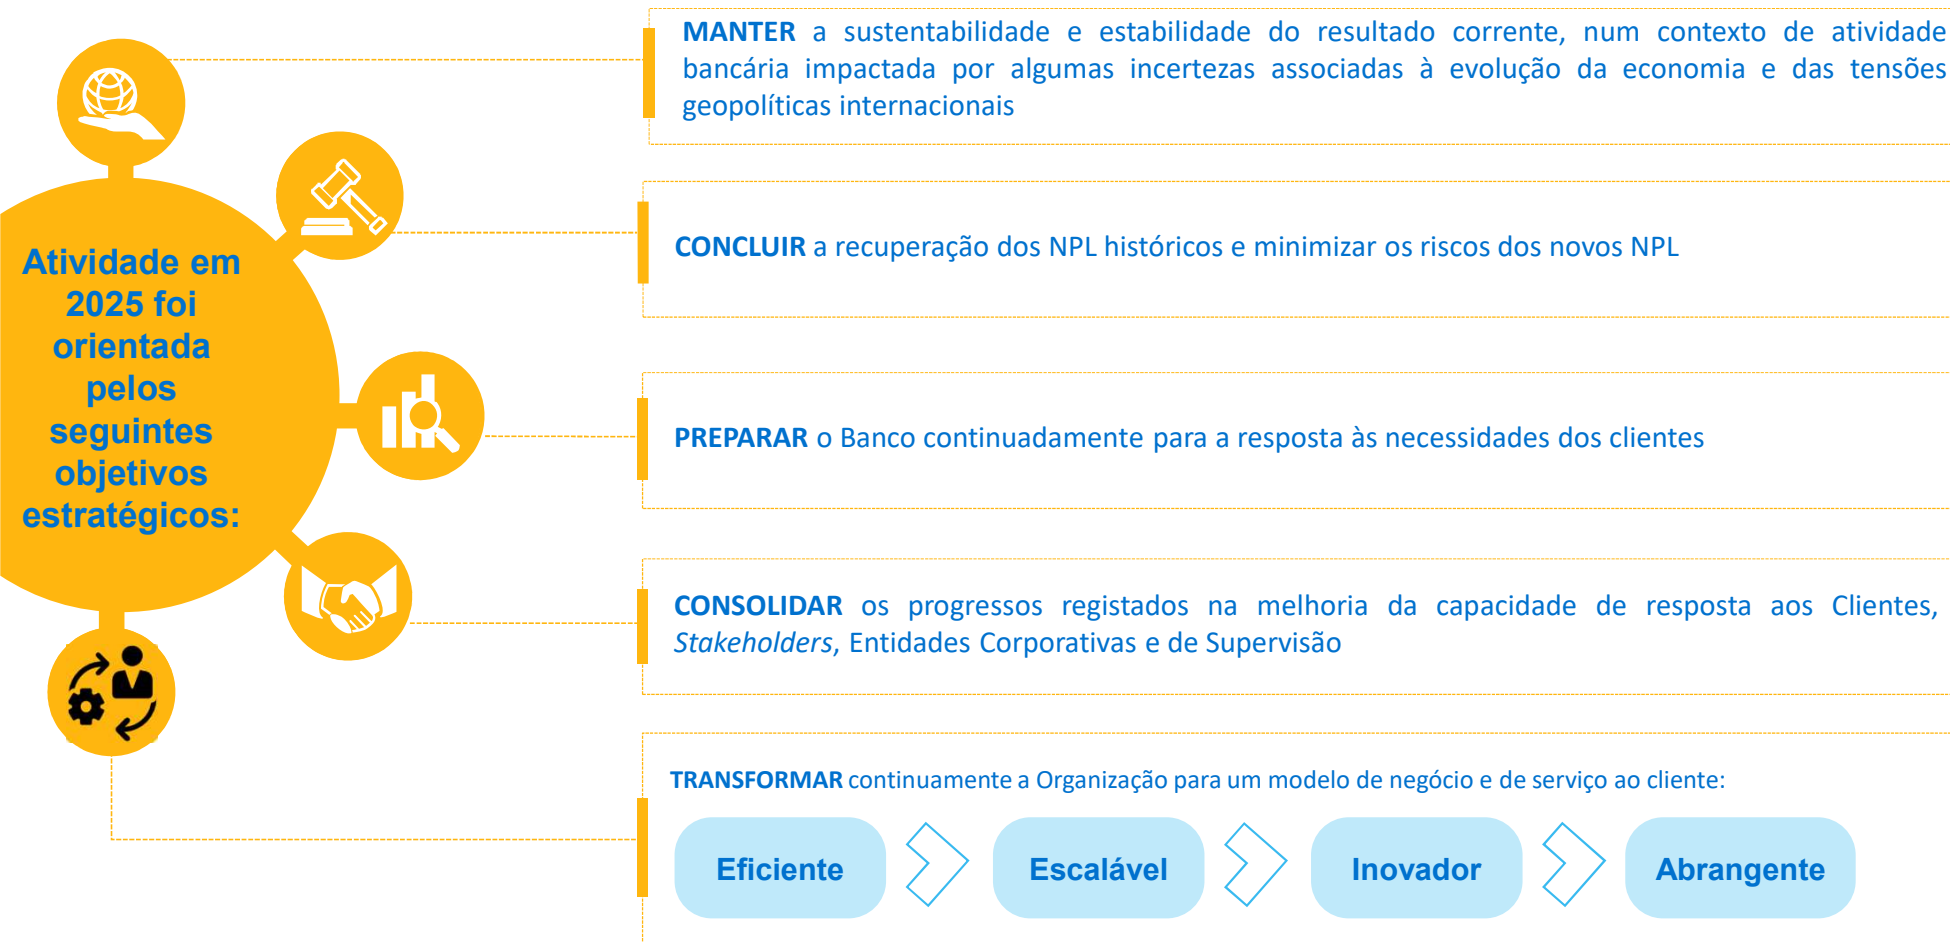 Atividade em
2025 foi
orientada
pelos
seguintes
objetivos
estratégicos:
MANTER a sustentabilidade e estabilidade do resultado corrente, num contexto de atividade
bancária impactada por algumas incertezas associadas à evolução da economia e das tensões
geopolíticas internacionais
CONCLUIR a recuperação dos NPL históricos e minimizar os riscos dos novos NPL
PREPARAR o Banco continuadamente para a resposta às necessidades dos clientes
CONSOLIDAR os progressos registados na melhoria da capacidade de resposta aos Clientes,
Stakeholders, Entidades Corporativas e de Supervisão
TRANSFORMAR continuamente a Organização para um modelo de negócio e de serviço ao cliente:
Eficiente
Escalável
Inovador
Abrangente